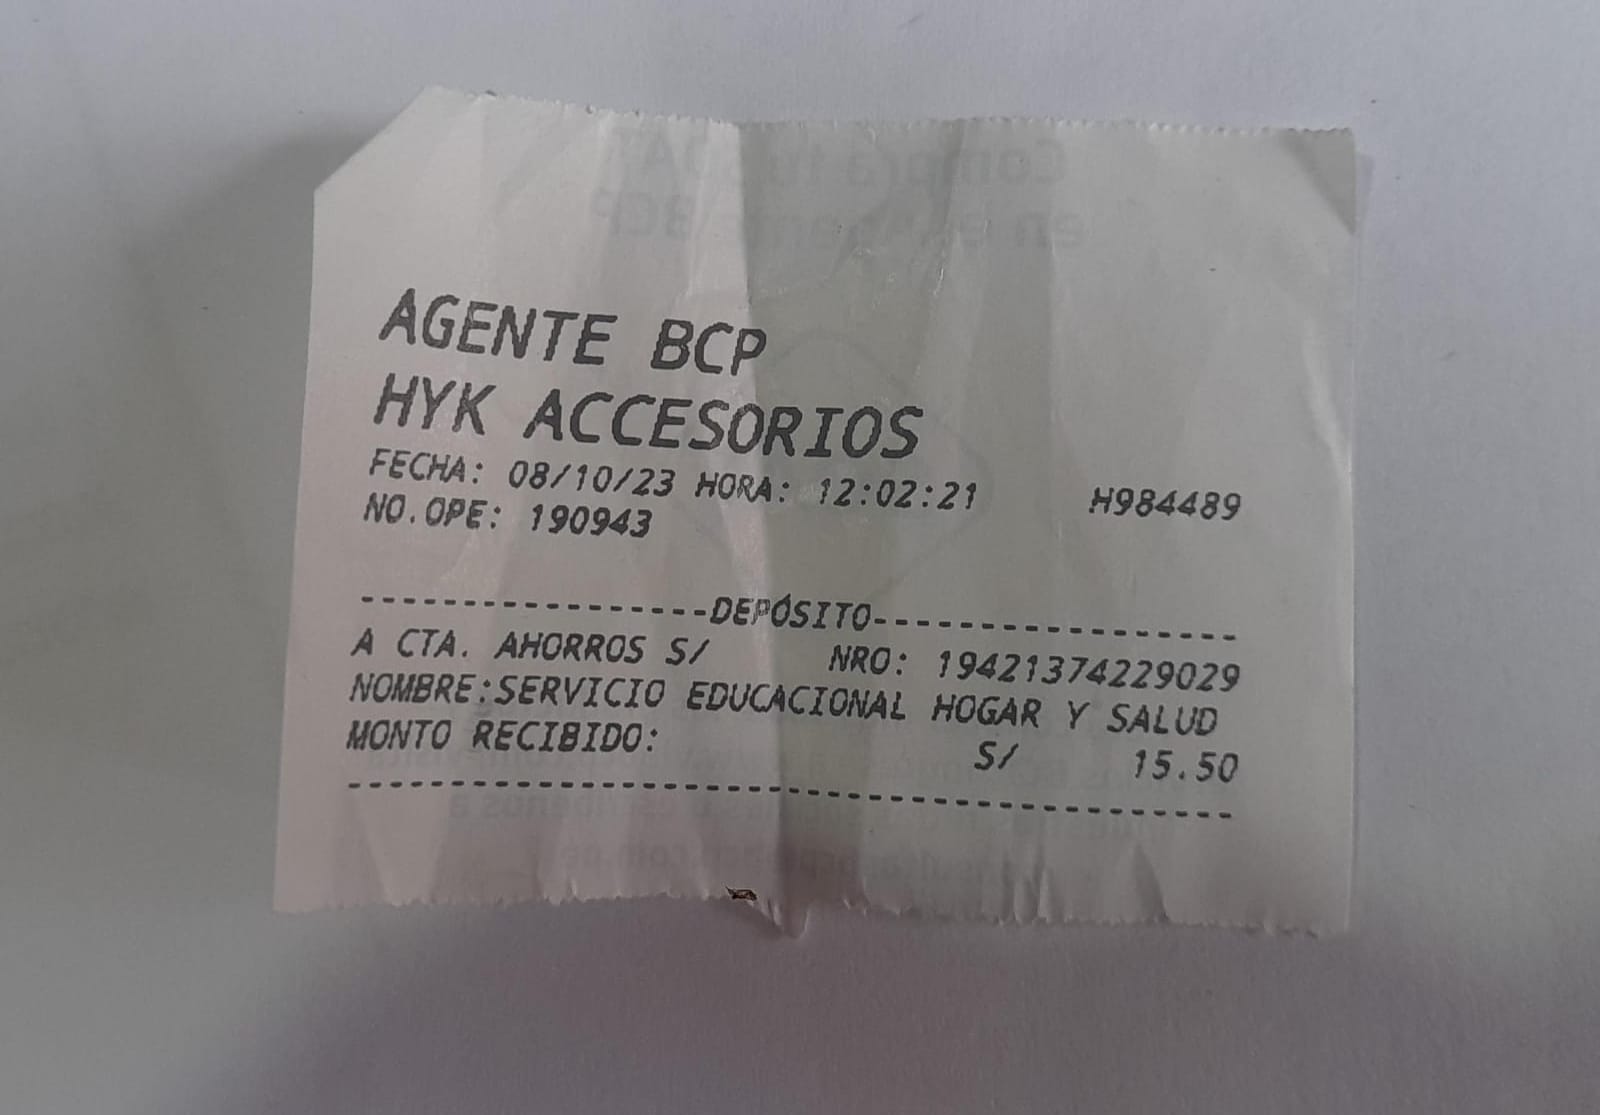 AGENTE BCP
HYK ACCESORIOS
FECHA: 08/10/23 HORA: 12:02:21 H984489
NO.OPE: 190943
-----------------DEPÓSITO------------------
A CTA. AHORROS S/ NRO: 19421374229029
NOMBRE:SERVICIO EDUCACIONAL HOGAR Y SALUD
MONTO RECIBIDO: S/ 15.50
-------------------------------------------